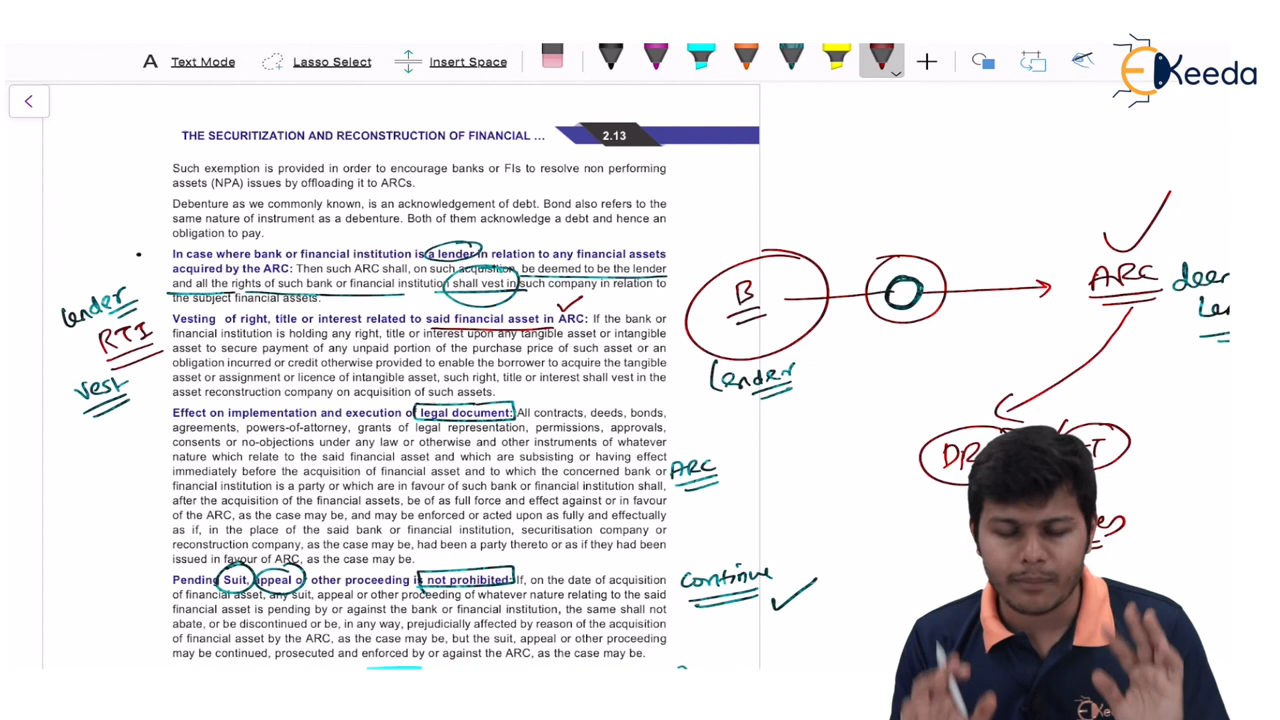 Text Mode
Lasso Select
Insert Space
EKeeda
THE SECURITIZATION AND RECONSTRUCTION OF FINANCIAL ...
2.13
Such exemption is provided in order to encourage banks or FIs to resolve non performing
assets (NPA) issues by offloading it to ARCs.
Debenture as we commonly known, is an acknowledgement of debt. Bond also refers to the
same nature of instrument as a debenture. Both of them acknowledge a debt and hence an
obligation to pay.
In case where bank or financial institution is a lender in relation to any financial assets
acquired by the ARC: Then such ARC shall, on such acquisition, be deemed to be the lender
and all the rights of such bank or financial institution shall vest in such company in relation to
the subject financial assets.
Vesting of right, title or interest related to said financial asset in ARC: If the bank or
financial institution is holding any right, title or interest upon any tangible asset or intangible
asset to secure payment of any unpaid portion of the purchase price of such asset or an
obligation incurred or credit otherwise provided to enable the borrower to acquire the tangible
asset or assignment or licence of intangible asset, such right, title or interest shall vest in the
asset reconstruction company on acquisition of such assets.
Effect on implementation and execution of legal document: All contracts, deeds, bonds,
agreements, powers-of-attorney, grants of legal representation, permissions, approvals,
consents or no-objections under any law or otherwise and other instruments of whatever
nature which relate to the said financial asset and which are subsisting or having effect
immediately before the acquisition of financial asset and to which the concerned bank or
financial institution is a party or which are in favour of such bank or financial institution shall,
after the acquisition of the financial assets, be of as full force and effect against or in favour
of the ARC, as the case may be, and may be enforced or acted upon as fully and effectually
as if, in the place of the said bank or financial institution, securitisation company or
reconstruction company, as the case may be, had been a party thereto or as if they had been
issued in favour of ARC, as the case may be.
Pending Suit, appeal or other proceeding is not prohibited: If, on the date of acquisition
of financial asset, any suit, appeal or other proceeding of whatever nature relating to the said
financial asset is pending by or against the bank or financial institution, the same shall not
abate, or be discontinued or be, in any way, prejudicially affected by reason of the acquisition
of financial asset by the ARC, as the case may be, but the suit, appeal or other proceeding
may be continued, prosecuted and enforced by or against the ARC, as the case may be.
lender
RTI
Vest
ARC
continue
B
Lender
ARC
deer
Le
DR
T